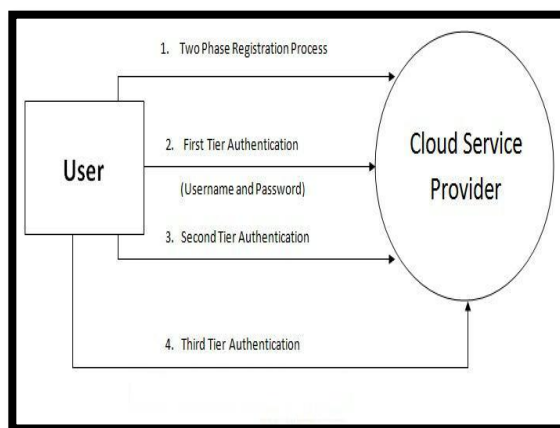 1. Two Phase Registration Process
User
2. First Tier Authentication
(Username and Password)
Cloud Service
Provider
3. Second Tier Authentication
4. Third Tier Authentication